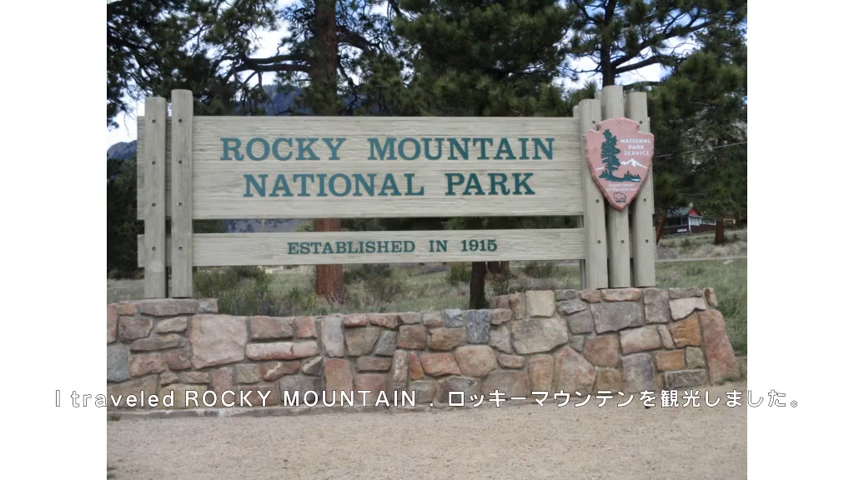 ROCKY MOUNTAIN
NATIONAL PARK
NATIONAL
PARK
SERVICE
ESTABLISHED IN 1915
I traveled ROCKY MOUNTAIN . ロッキーマウンテンを観光しました。